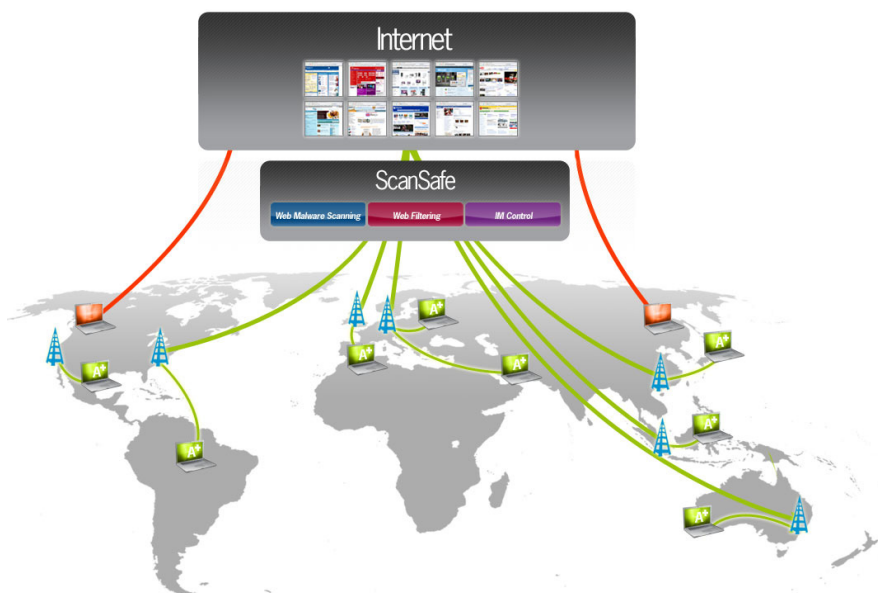 Internet
ScanSafe
Web Malware Scanning
Web Filtering
IM Control
A+
A+
A+
A+
A+
A+
A+
A+